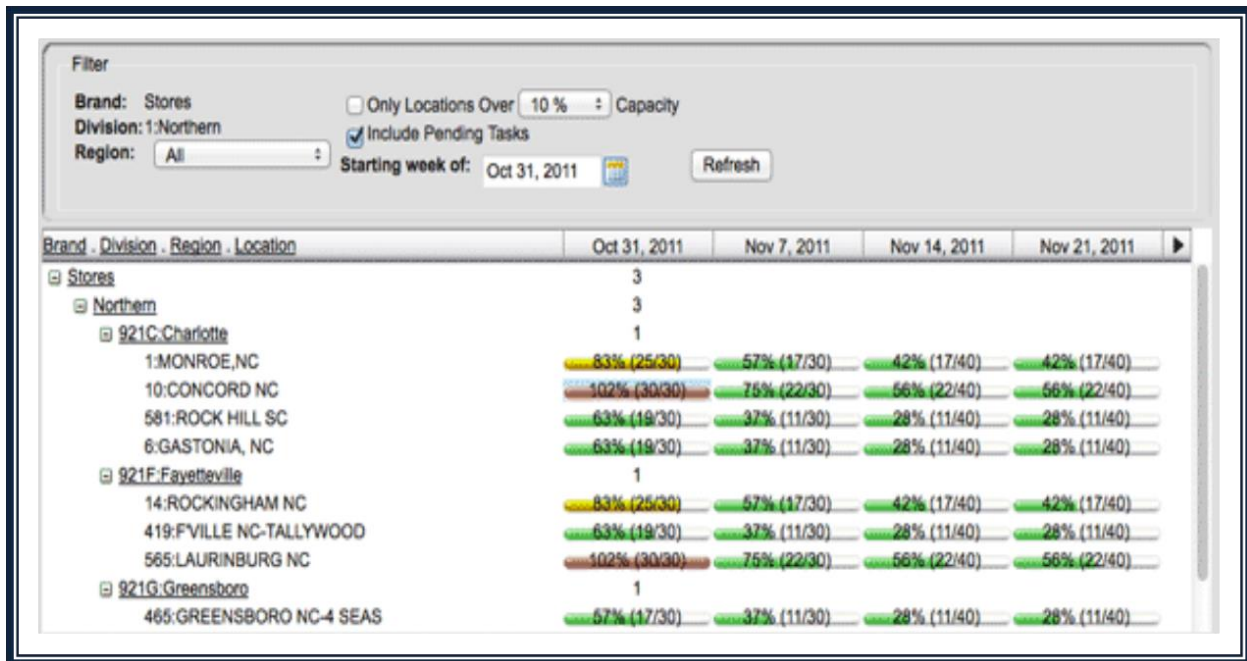 Filter
Brand: Stores
Only Locations Over 10 % Capacity
Division: 1:Northern
Include Pending Tasks
Region: All
Starting week of: Oct 31, 2011 Refresh
Brand . Division . Region . Location Oct 31, 2011 Nov 7, 2011 Nov 14, 2011 Nov 21, 2011
Stores 3
Northern 3
921C:Charlotte 1
1:MONROE,NC 83% (25/30) 57% (17/30) 42% (17/40) 42% (17/40)
10:CONCORD NC 102% (30/30) 75% (22/30) 56% (22/40) 56% (22/40)
581:ROCK HILL SC 63% (19/30) 37% (11/30) 28% (11/40) 28% (11/40)
6:GASTONIA, NC 63% (19/30) 37% (11/30) 28% (11/40) 28% (11/40)
921F:Fayetteville 1
14:ROCKINGHAM NC 83% (25/30) 57% (17/30) 42% (17/40) 42% (17/40)
419:F'VILLE NC-TALLYWOOD 63% (19/30) 37% (11/30) 28% (11/40) 28% (11/40)
565:LAURINBURG NC 102% (30/30) 75% (22/30) 56% (22/40) 56% (22/40)
921G:Greensboro 1
465:GREENSBORO NC-4 SEAS 57% (17/30) 37% (11/30) 28% (11/40) 28% (11/40)